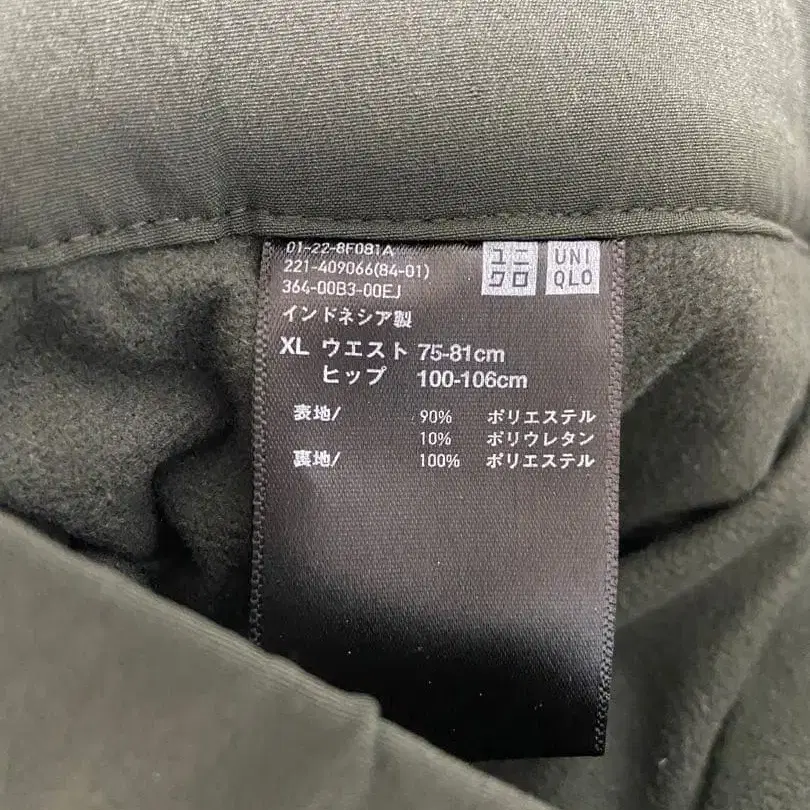 01-22-8F081A
221-409066(84-01)
364-00B3-00EJ
ユニクロ
UNIQLO
インドネシア製
XL ウエスト 75-81cm
ヒップ 100-106cm
表地/ 90% ポリエステル
10% ポリウレタン
裏地/ 100% ポリエステル